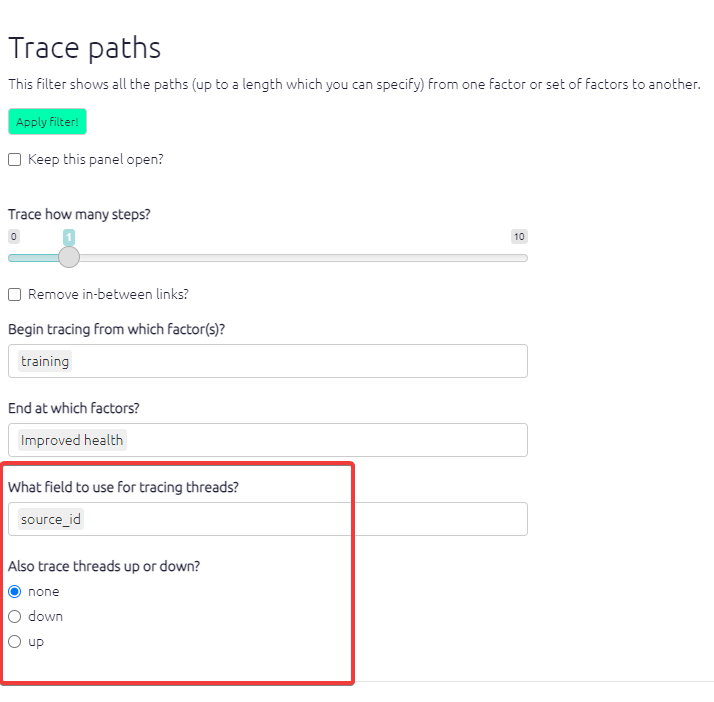 Trace paths
This filter shows all the paths (up to a length which you can specify) from one factor or set of factors to another.
Apply filter!
Keep this panel open?
Trace how many steps?
0 1 10
Remove in-between links?
Begin tracing from which factor(s)?
training
End at which factors?
Improved health
What field to use for tracing threads?
source_id
Also trace threads up or down?
none
down
up